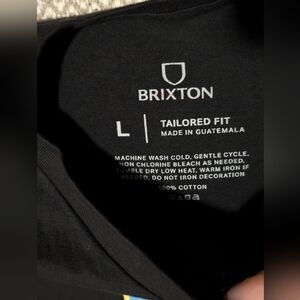 BRIXTON
L
TAILORED FIT
MADE IN GUATEMALA
MACHINE WASH COLD, GENTLE CYCLE,
NON CHLORINE BLEACH AS NEEDED,
TUMBLE DRY LOW HEAT, WARM IRON IF
NEEDED, DO NOT IRON DECORATION
100% COTTON